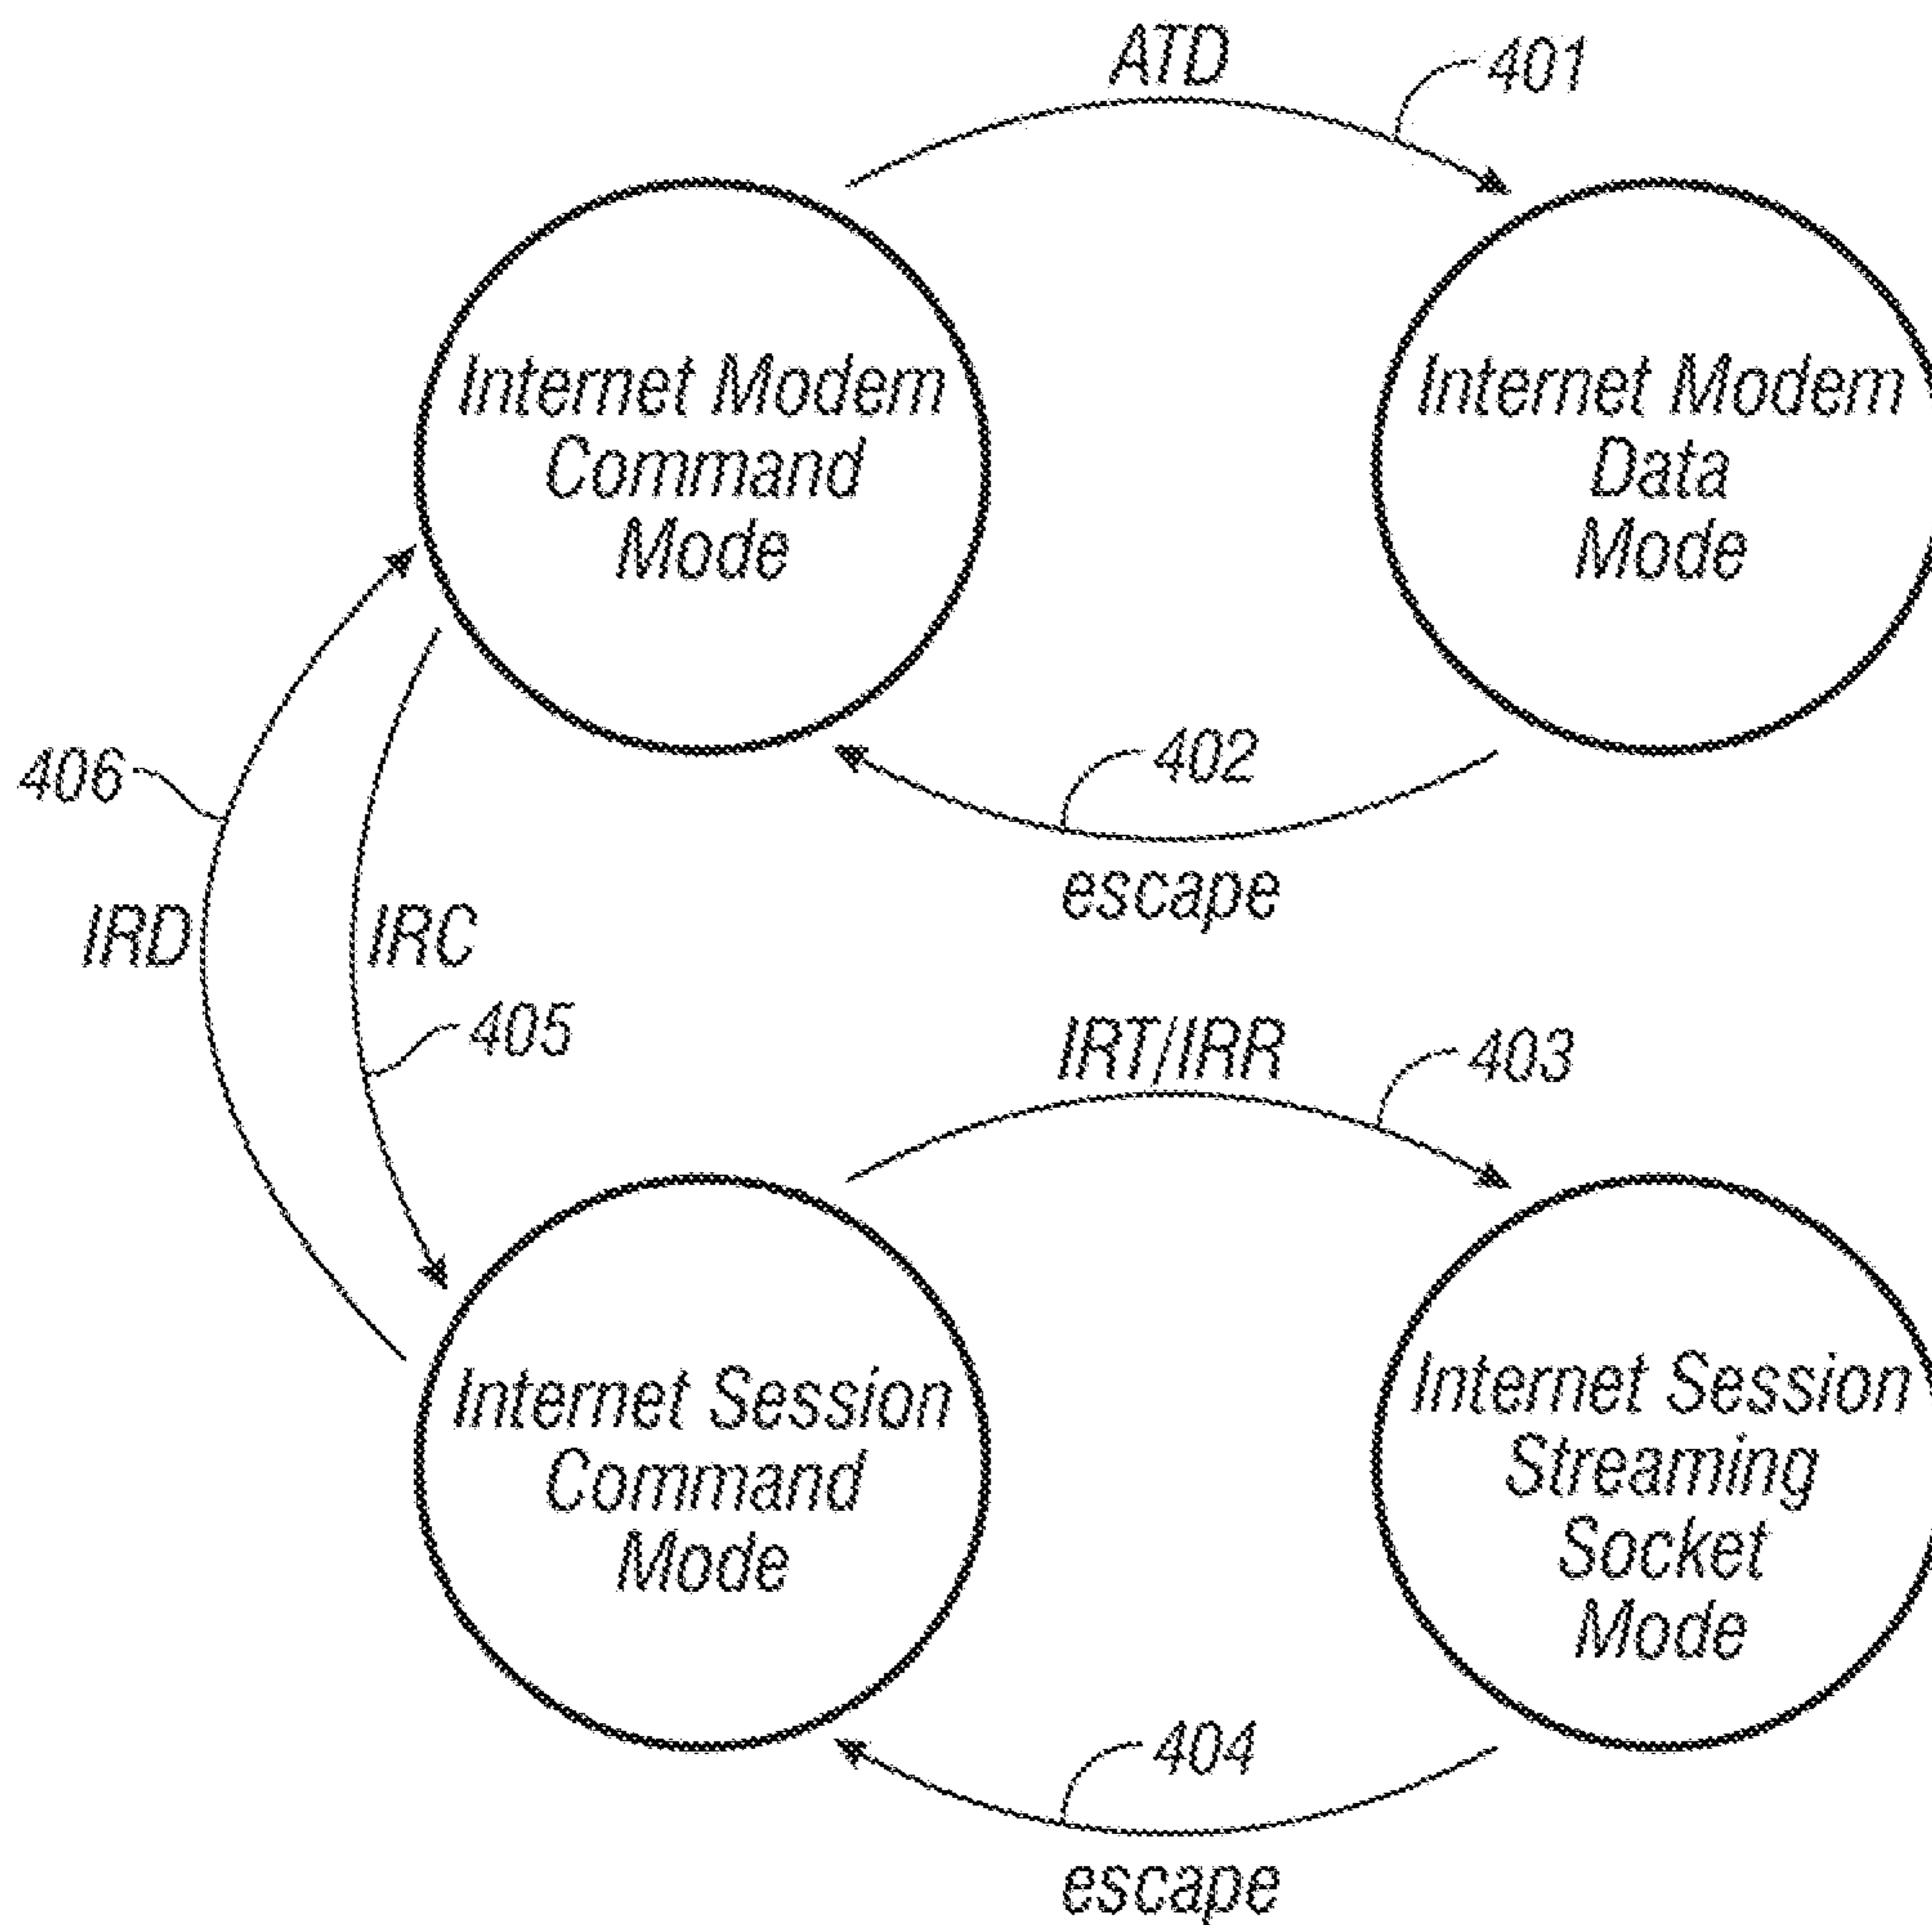 ATD
401
Internet Modem
Command
Mode
Internet Modem
Data
Mode
402
escape
406
IRD
IRC
405
IRT/IRR
403
Internet Session
Command
Mode
Internet Session
Streaming
Socket
Mode
404
escape